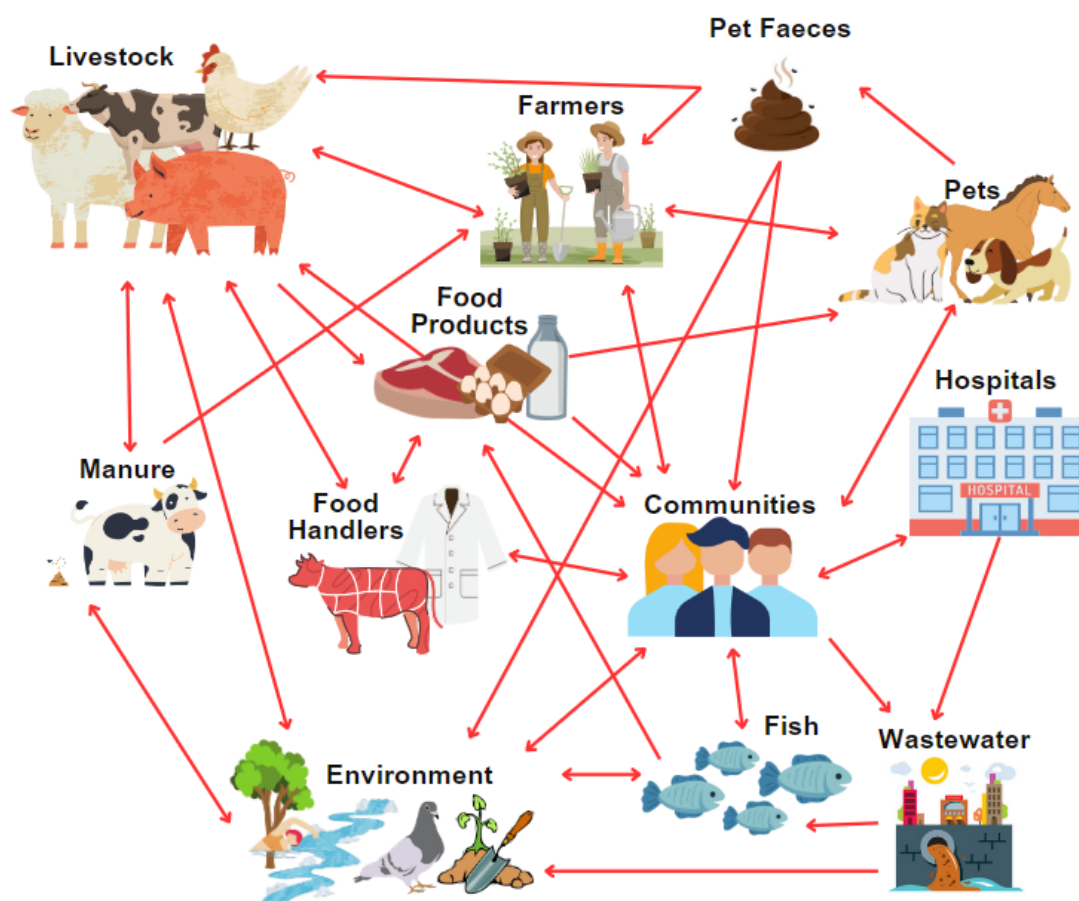 Pet Faeces
Livestock
Farmers
Pets
Food
Products
Hospitals
HOSPITAL
Manure
Food
Handlers
Communities
Fish
Wastewater
Environment